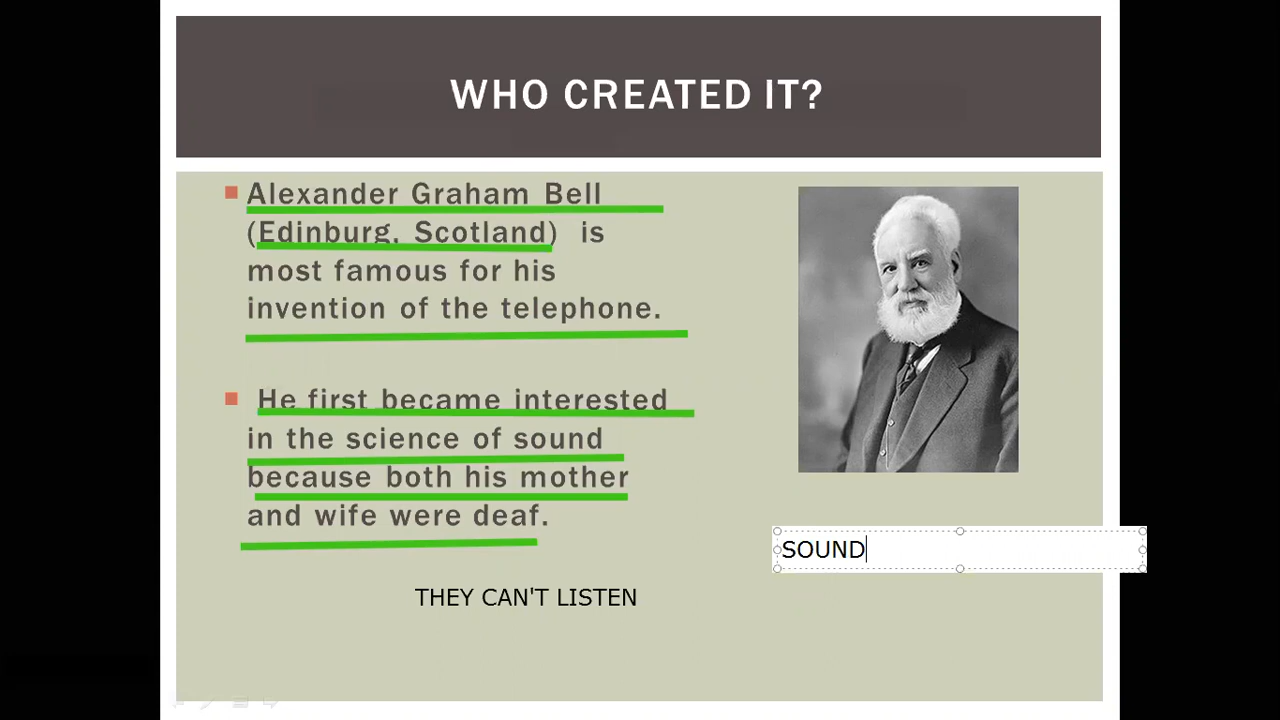 WHO CREATED IT?
Alexander Graham Bell
(Edinburg, Scotland) is
most famous for his
invention of the telephone.
He first became interested
in the science of sound
because both his mother
and wife were deaf.
SOUND
THEY CAN'T LISTEN